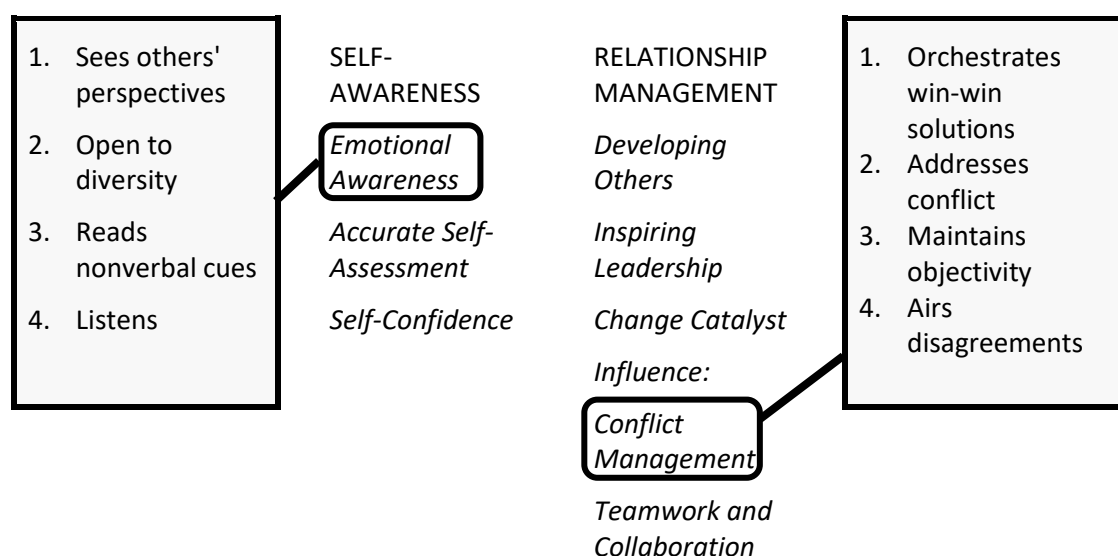 1. Sees others'
perspectives
2. Open to
diversity
3. Reads
nonverbal cues
4. Listens
SELF-
AWARENESS
Emotional
Awareness
Accurate Self-
Assessment
Self-Confidence
RELATIONSHIP
MANAGEMENT
Developing
Others
Inspiring
Leadership
Change Catalyst
Influence:
Conflict
Management
Teamwork and
Collaboration
1. Orchestrates
win-win
solutions
2. Addresses
conflict
3. Maintains
objectivity
4. Airs
disagreements